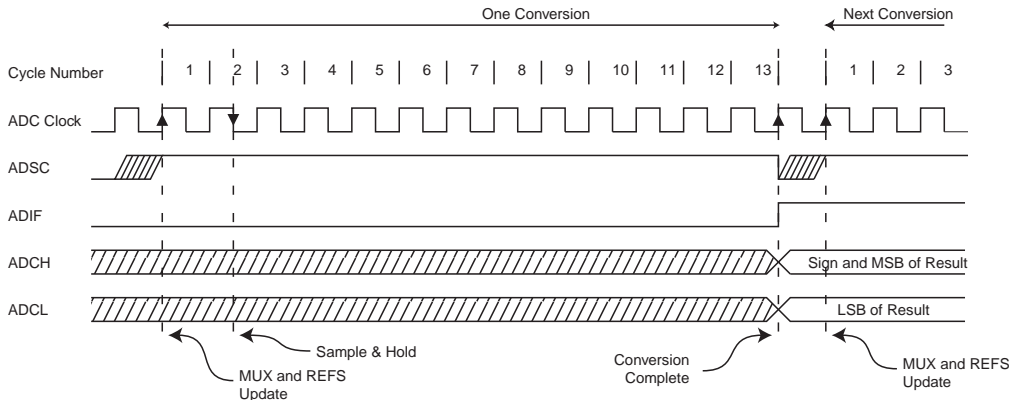 One Conversion
Next Conversion
Cycle Number 1 2 3 4 5 6 7 8 9 10 11 12 13 1 2 3
ADC Clock
ADSC
ADIF
ADCH
Sign and MSB of Result
ADCL
LSB of Result
Sample & Hold
MUX and REFS
Update
Conversion
Complete
MUX and REFS
Update